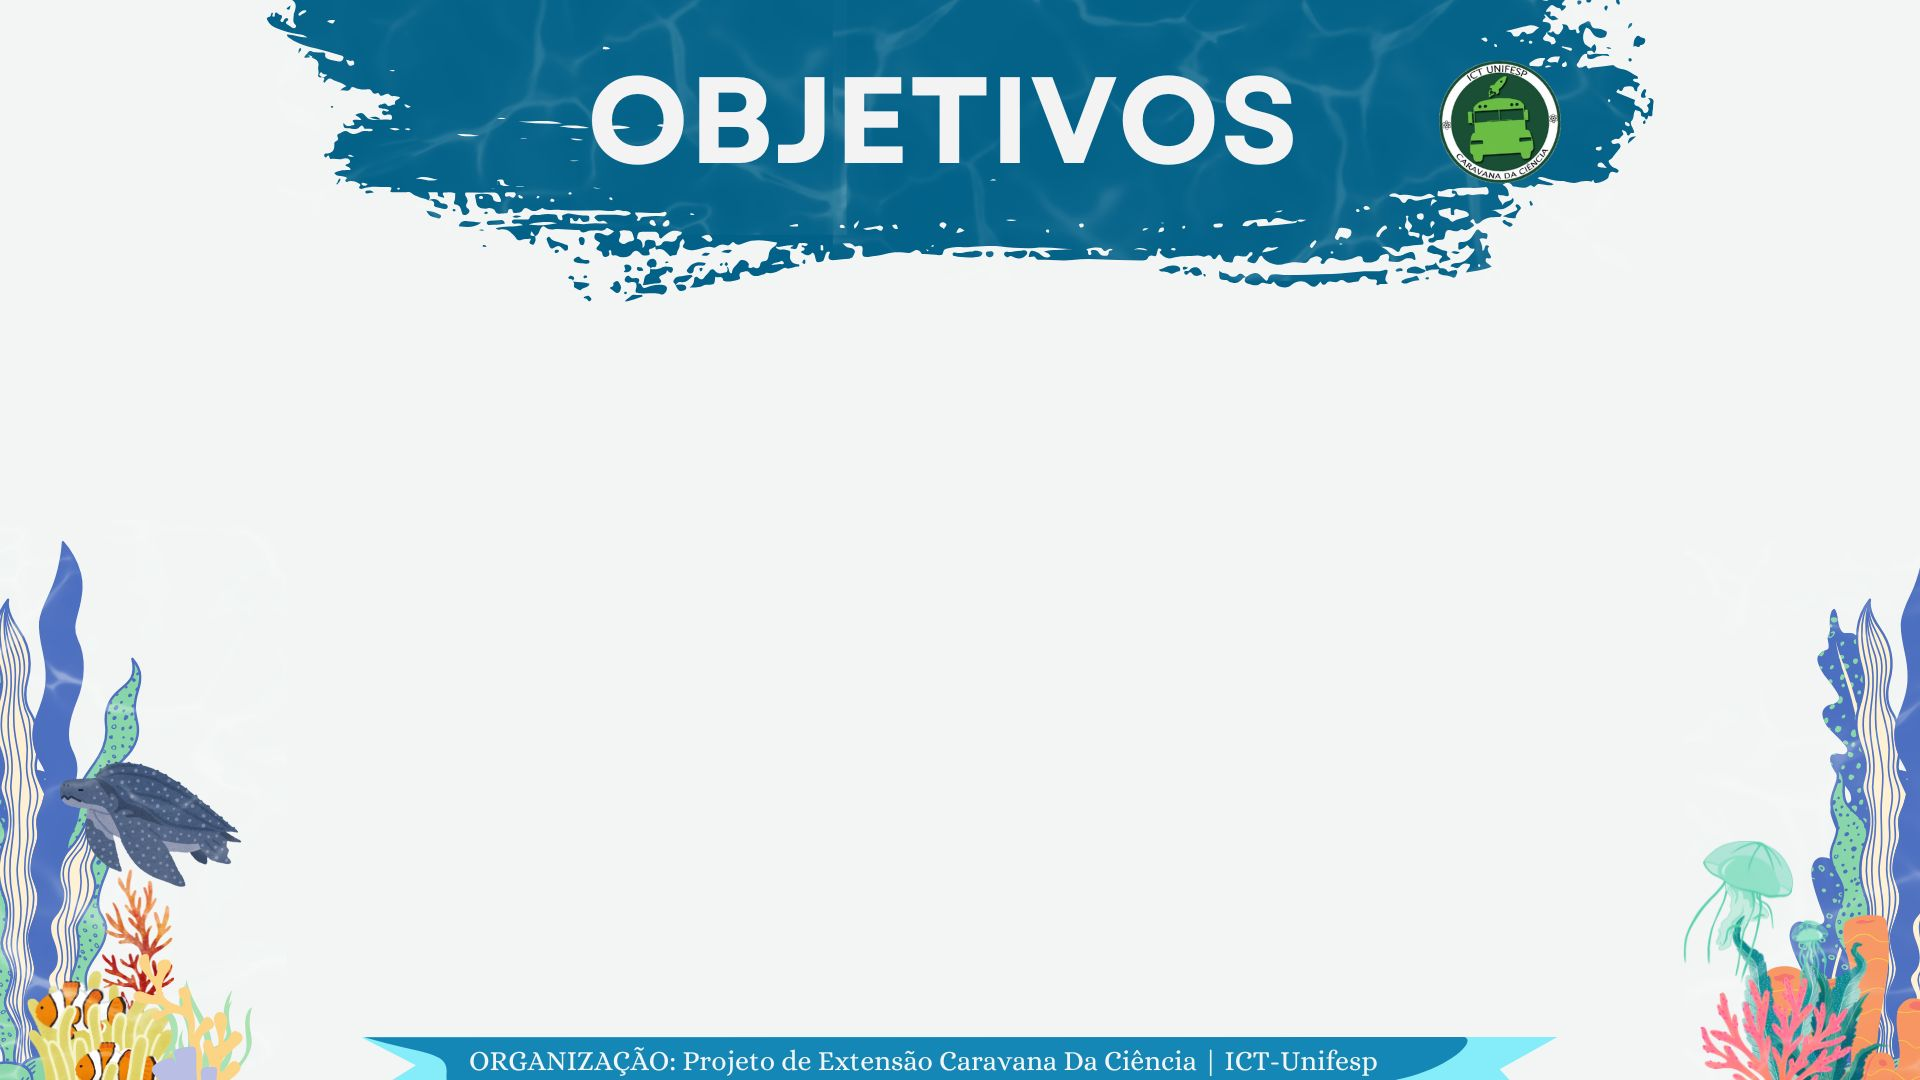 OBJETIVOS
ICT UNIFESP
CARAVANA DA CIÊNCIA
ORGANIZAÇÃO: Projeto de Extensão Caravana Da Ciência | ICT-Unifesp